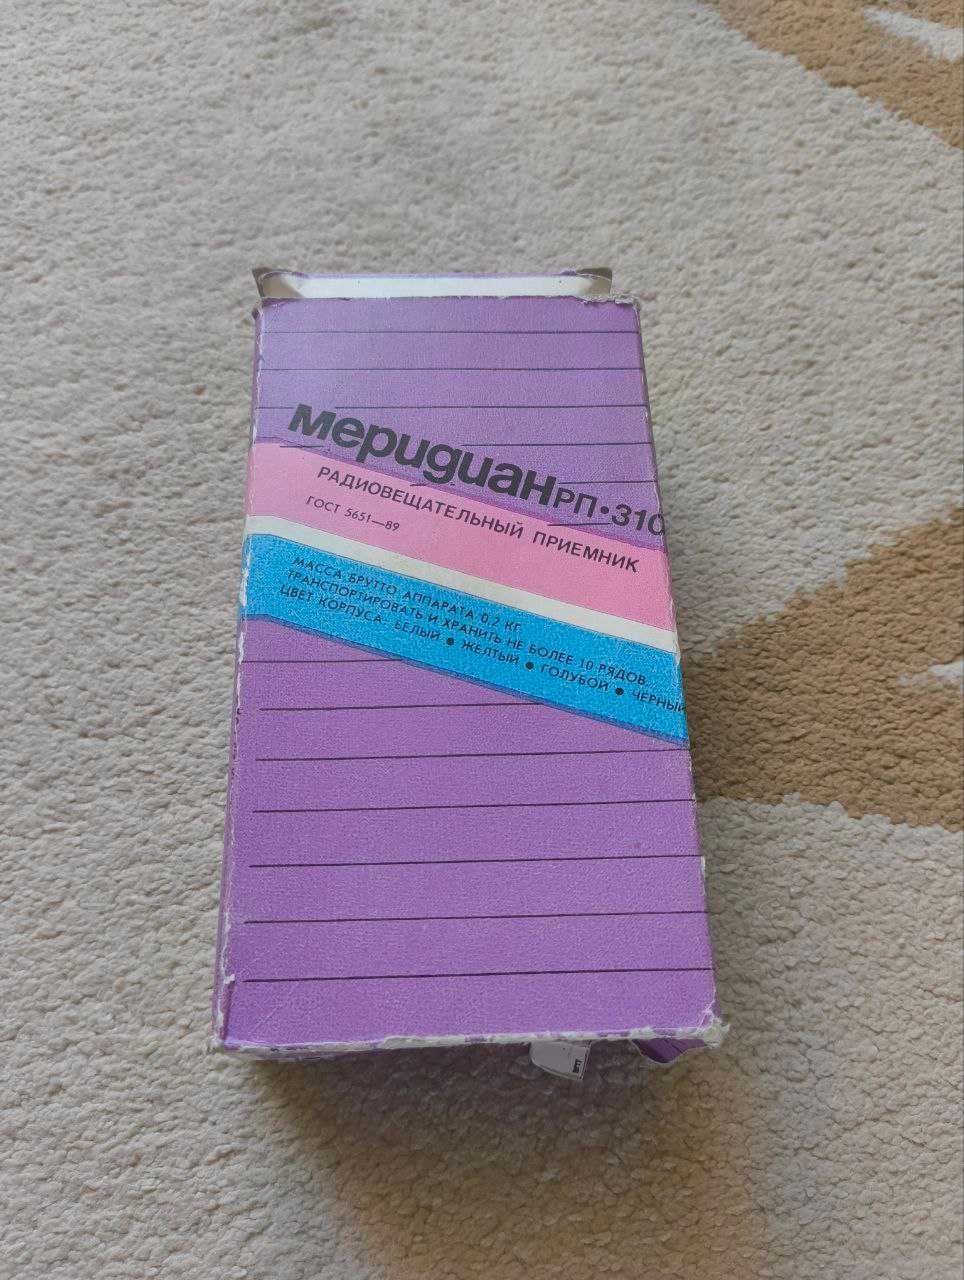 меридиан РП•310
РАДИОВЕЩАТЕЛЬНЫЙ ПРИЕМНИК
ГОСТ 5651—89
МАССА БРУТТО АППАРАТА 0,2 КГ
ТРАНСПОРТИРОВАТЬ И ХРАНИТЬ НЕ БОЛЕЕ 10 РЯДОВ
ЦВЕТ КОРПУСА: БЕЛЫЙ ● ЖЕЛТЫЙ ● ГОЛУБОЙ ● ЧЕРНЫЙ